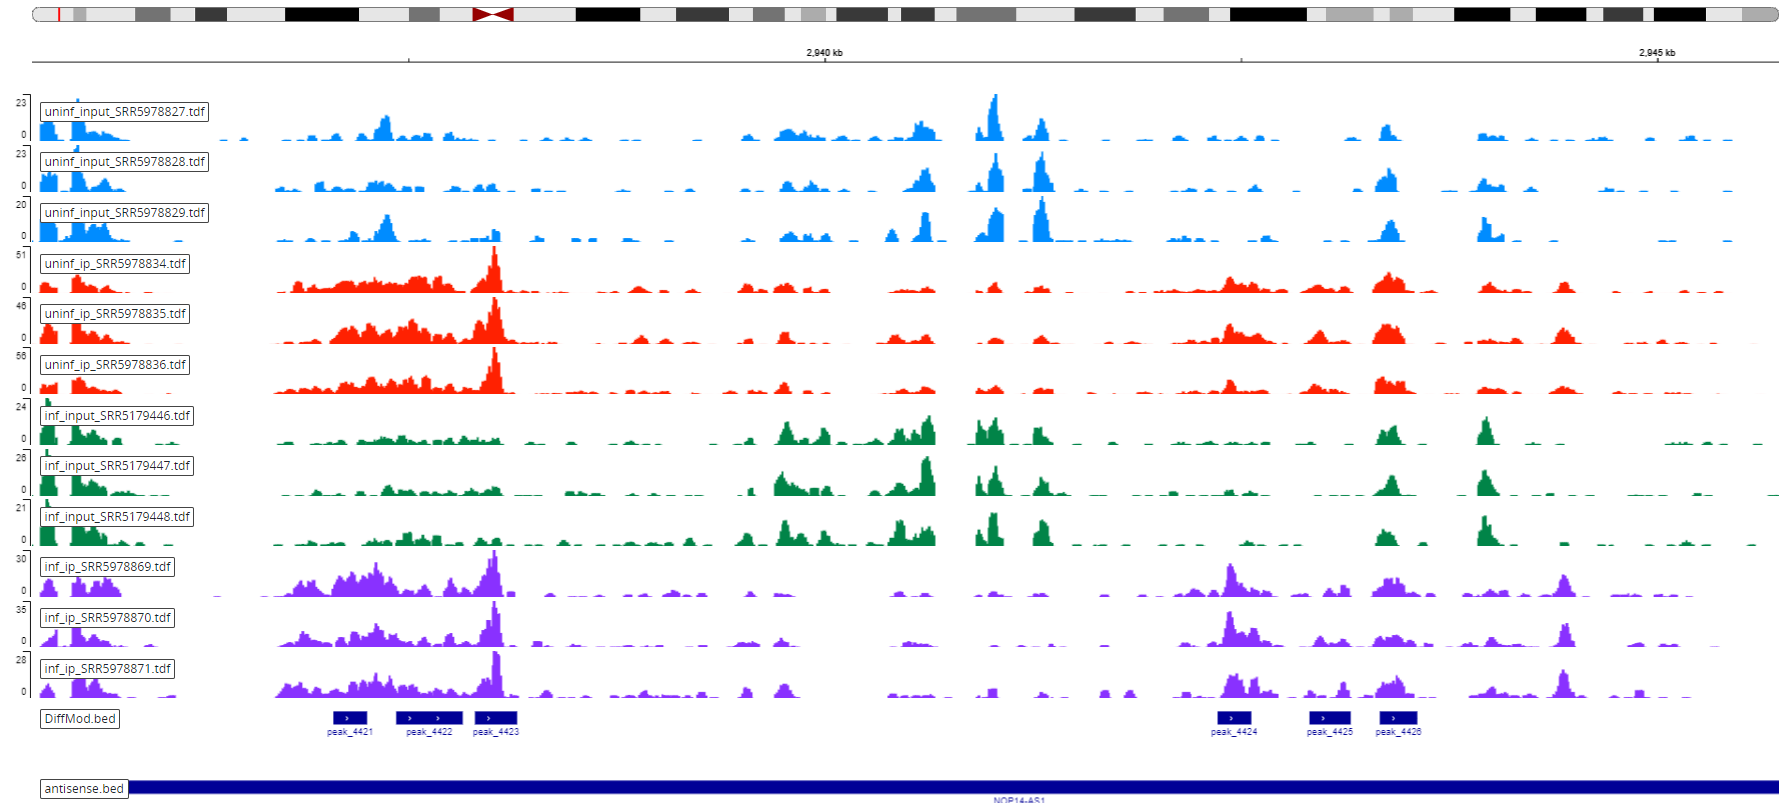 2,940 kb 2,945 kb
23
uninf_input_SRR5978827.tdf
0
23
uninf_input_SRR5978828.tdf
0
20
uninf_input_SRR5978829.tdf
0
51
uninf_ip_SRR5978834.tdf
0
46
uninf_ip_SRR5978835.tdf
0
56
uninf_ip_SRR5978836.tdf
0
24
inf_input_SRR5179446.tdf
0
26
inf_input_SRR5179447.tdf
0
21
inf_input_SRR5179448.tdf
0
30
inf_ip_SRR5978869.tdf
0
35
inf_ip_SRR5978870.tdf
0
28
inf_ip_SRR5978871.tdf
0
DiffMod.bed
peak_4421 peak_4422 peak_4423 peak_4424 peak_4425 peak_4426
antisense.bed
NOP14-AS1